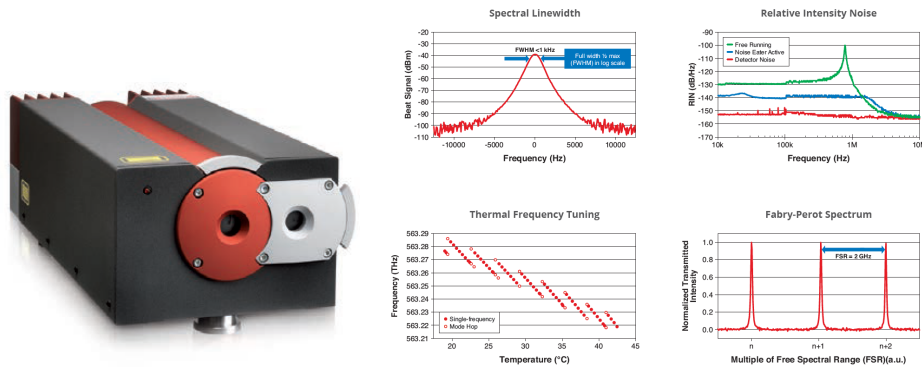 Spectral Linewidth
-20
-30
-40
-50
-60
-70
-80
-90
-100
-110
Beat Signal (dBm)
FWHM <1 kHz
Full width ½ max
(FWHM) in log scale
-10000
-5000
0
5000
10000
Frequency (Hz)
Relative Intensity Noise
-90
-100
-110
-120
-130
-140
-150
-160
-170
RIN (dB/Hz)
Free Running
Noise Eater Active
Detector Noise
10k
100k
1M
10M
Frequency (Hz)
Thermal Frequency Tuning
563.29
563.28
563.27
563.26
563.25
563.24
563.23
563.22
563.21
Frequency (THz)
Single-frequency
Mode Hop
20
25
30
35
40
45
Temperature (°C)
Fabry-Perot Spectrum
1.0
0.8
0.6
0.4
0.2
0.0
Normalized Transmitted
Intensity
FSR = 2 GHz
n
n+1
n+2
Multiple of Free Spectral Range (FSR)(a.u.)